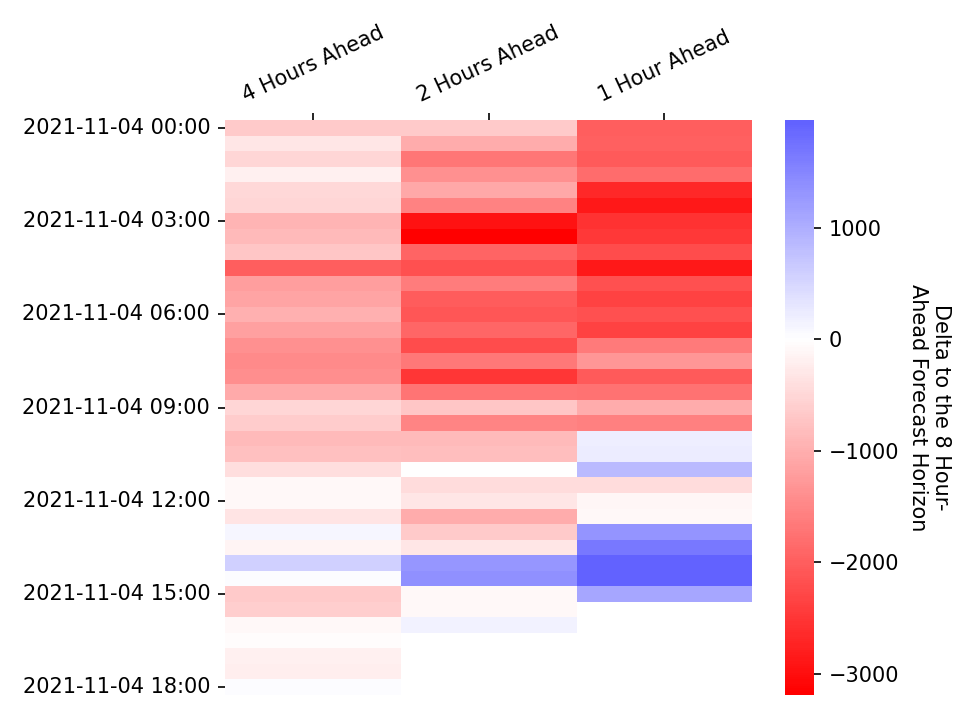 4 Hours Ahead
2 Hours Ahead
1 Hour Ahead
2021-11-04 00:00
2021-11-04 03:00
2021-11-04 06:00
2021-11-04 09:00
2021-11-04 12:00
2021-11-04 15:00
2021-11-04 18:00
1000
0
−1000
−2000
−3000
Delta to the 8 Hour-
Ahead Forecast Horizon